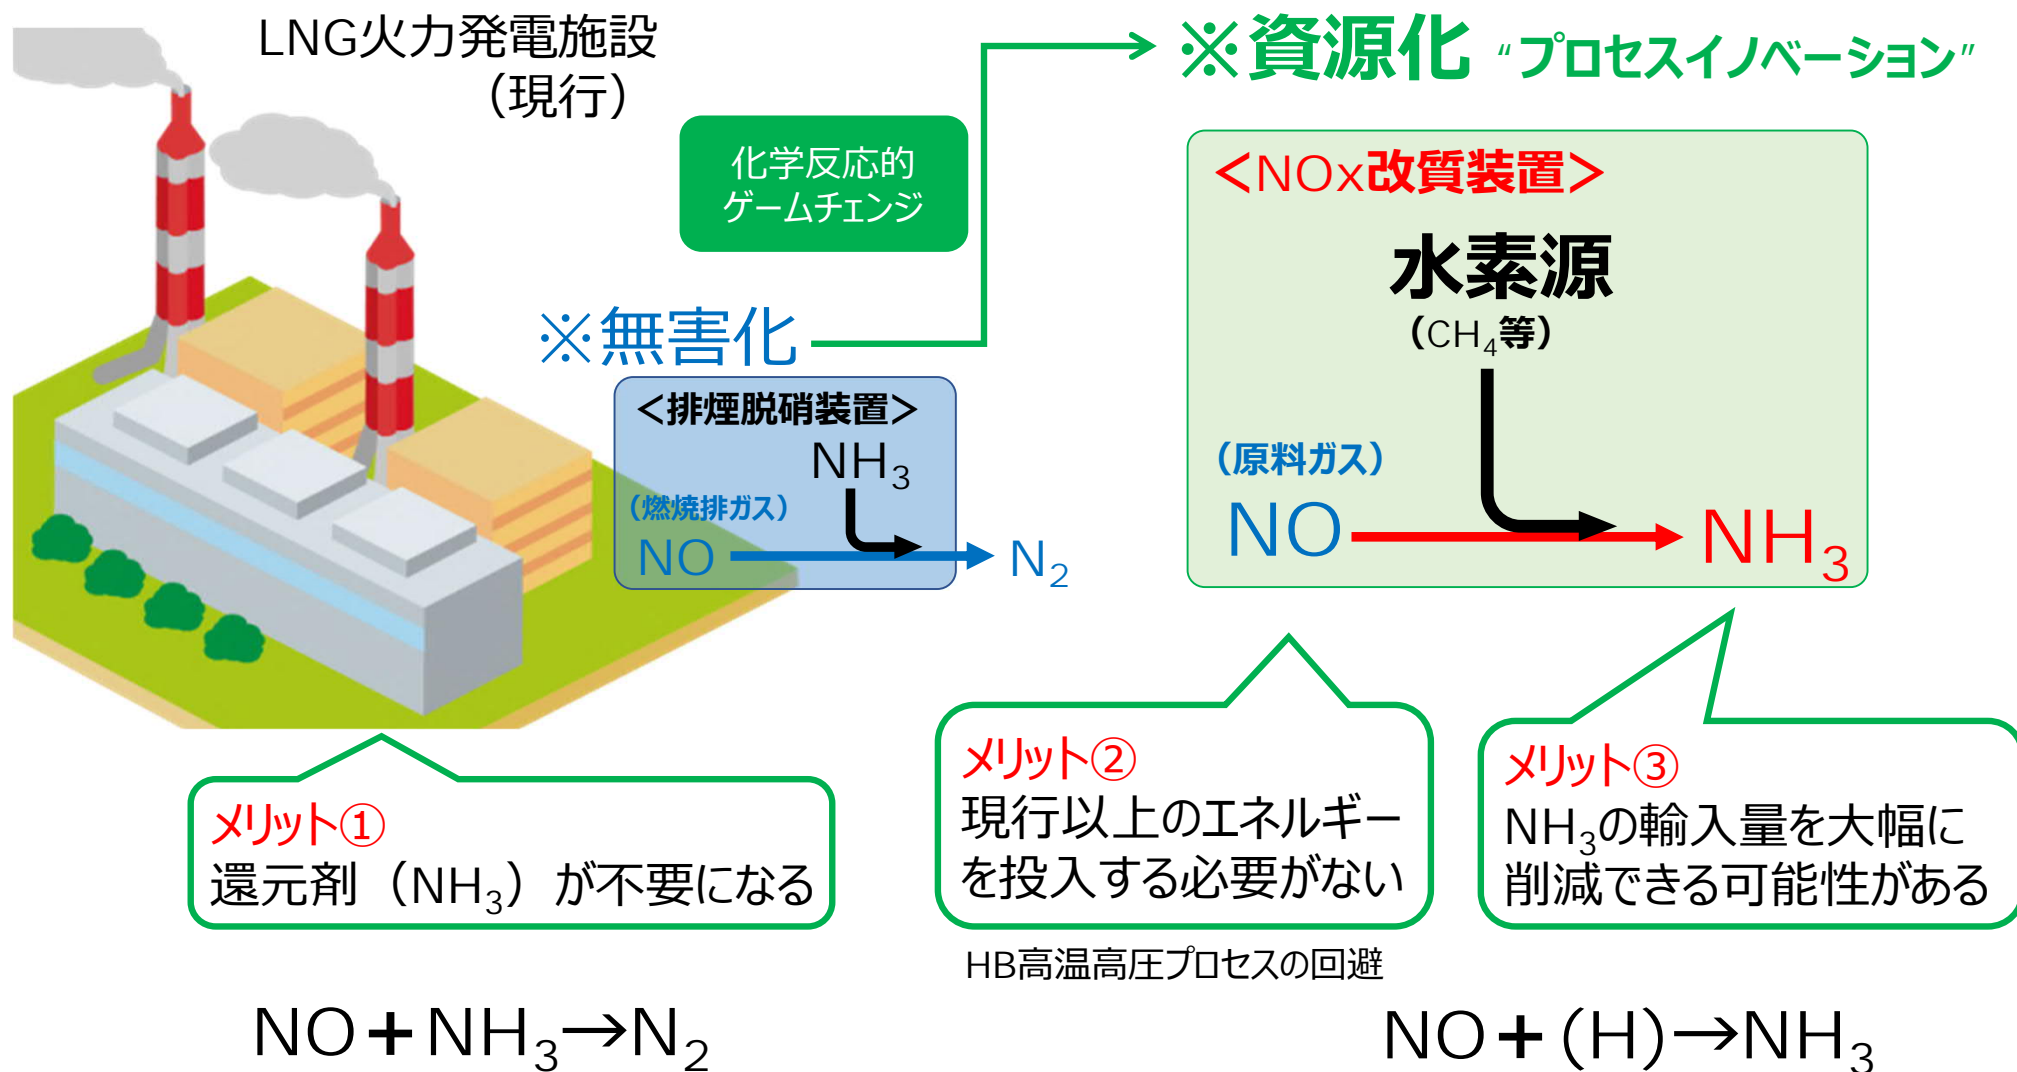 LNG火力発電施設
（現行）
※資源化 “プロセスイノベーション”
化学反応的
ゲームチェンジ
※無害化
＜排煙脱硝装置＞
NH₃
（燃焼排ガス）
NO
N₂
＜NOx改質装置＞
水素源
（CH₄等）
（原料ガス）
NO
NH₃
メリット①
還元剤（NH₃）が不要になる
メリット②
現行以上のエネルギー
を投入する必要がない
HB高温高圧プロセスの回避
メリット③
NH₃の輸入量を大幅に
削減できる可能性がある
NO＋NH₃→N₂
NO＋(H)→NH₃